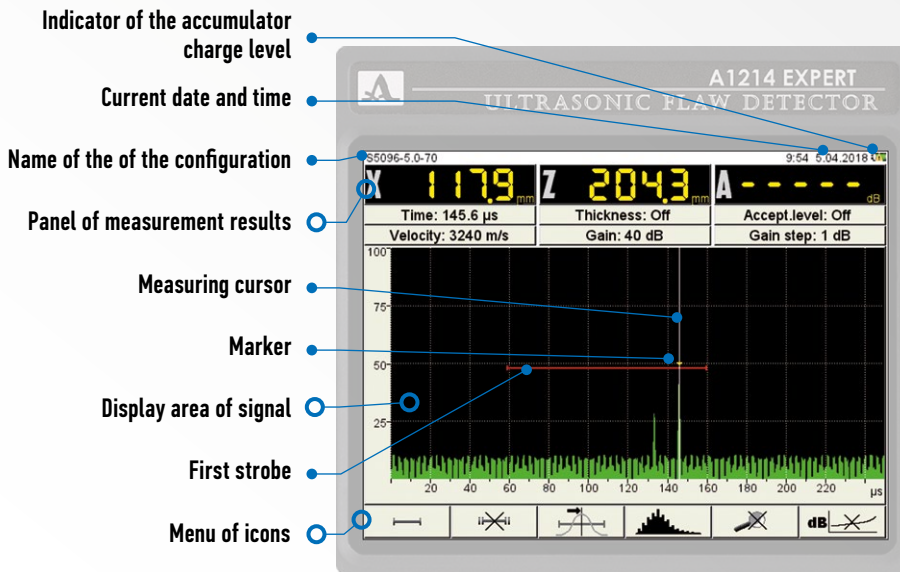 Indicator of the accumulator
charge level
Current date and time
Name of the of the configuration
Panel of measurement results
Measuring cursor
Marker
Display area of signal
First strobe
Menu of icons
A1214 EXPERT
ULTRASONIC FLAW DETECTOR
S5096-5.0-70 9:54 5.04.2018
X 117.9 mm Z 204.3 mm A - - - - - dB
Time: 145.6 µs Thickness: Off Accept.level: Off
Velocity: 3240 m/s Gain: 40 dB Gain step: 1 dB
100
75
50
25
20 40 60 80 100 120 140 160 180 200 220 µs
dB